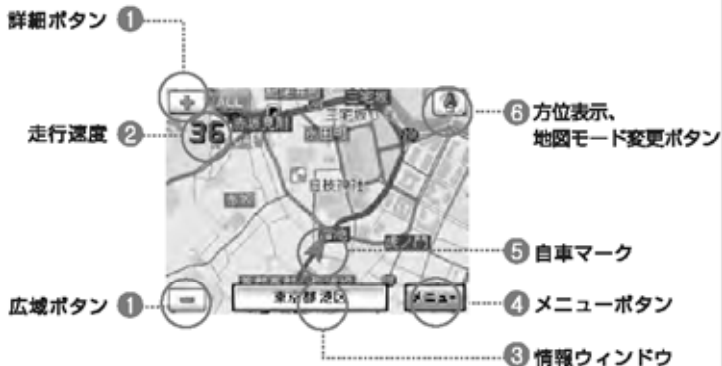 詳細ボタン ❶
走行速度 ❷
36
三宅坂
日枝神社
❻ 方位表示、
地図モード変更ボタン
❺ 自車マーク
広域ボタン ❶
東京都港区
メニュー
❹ メニューボタン
❸ 情報ウィンドウ